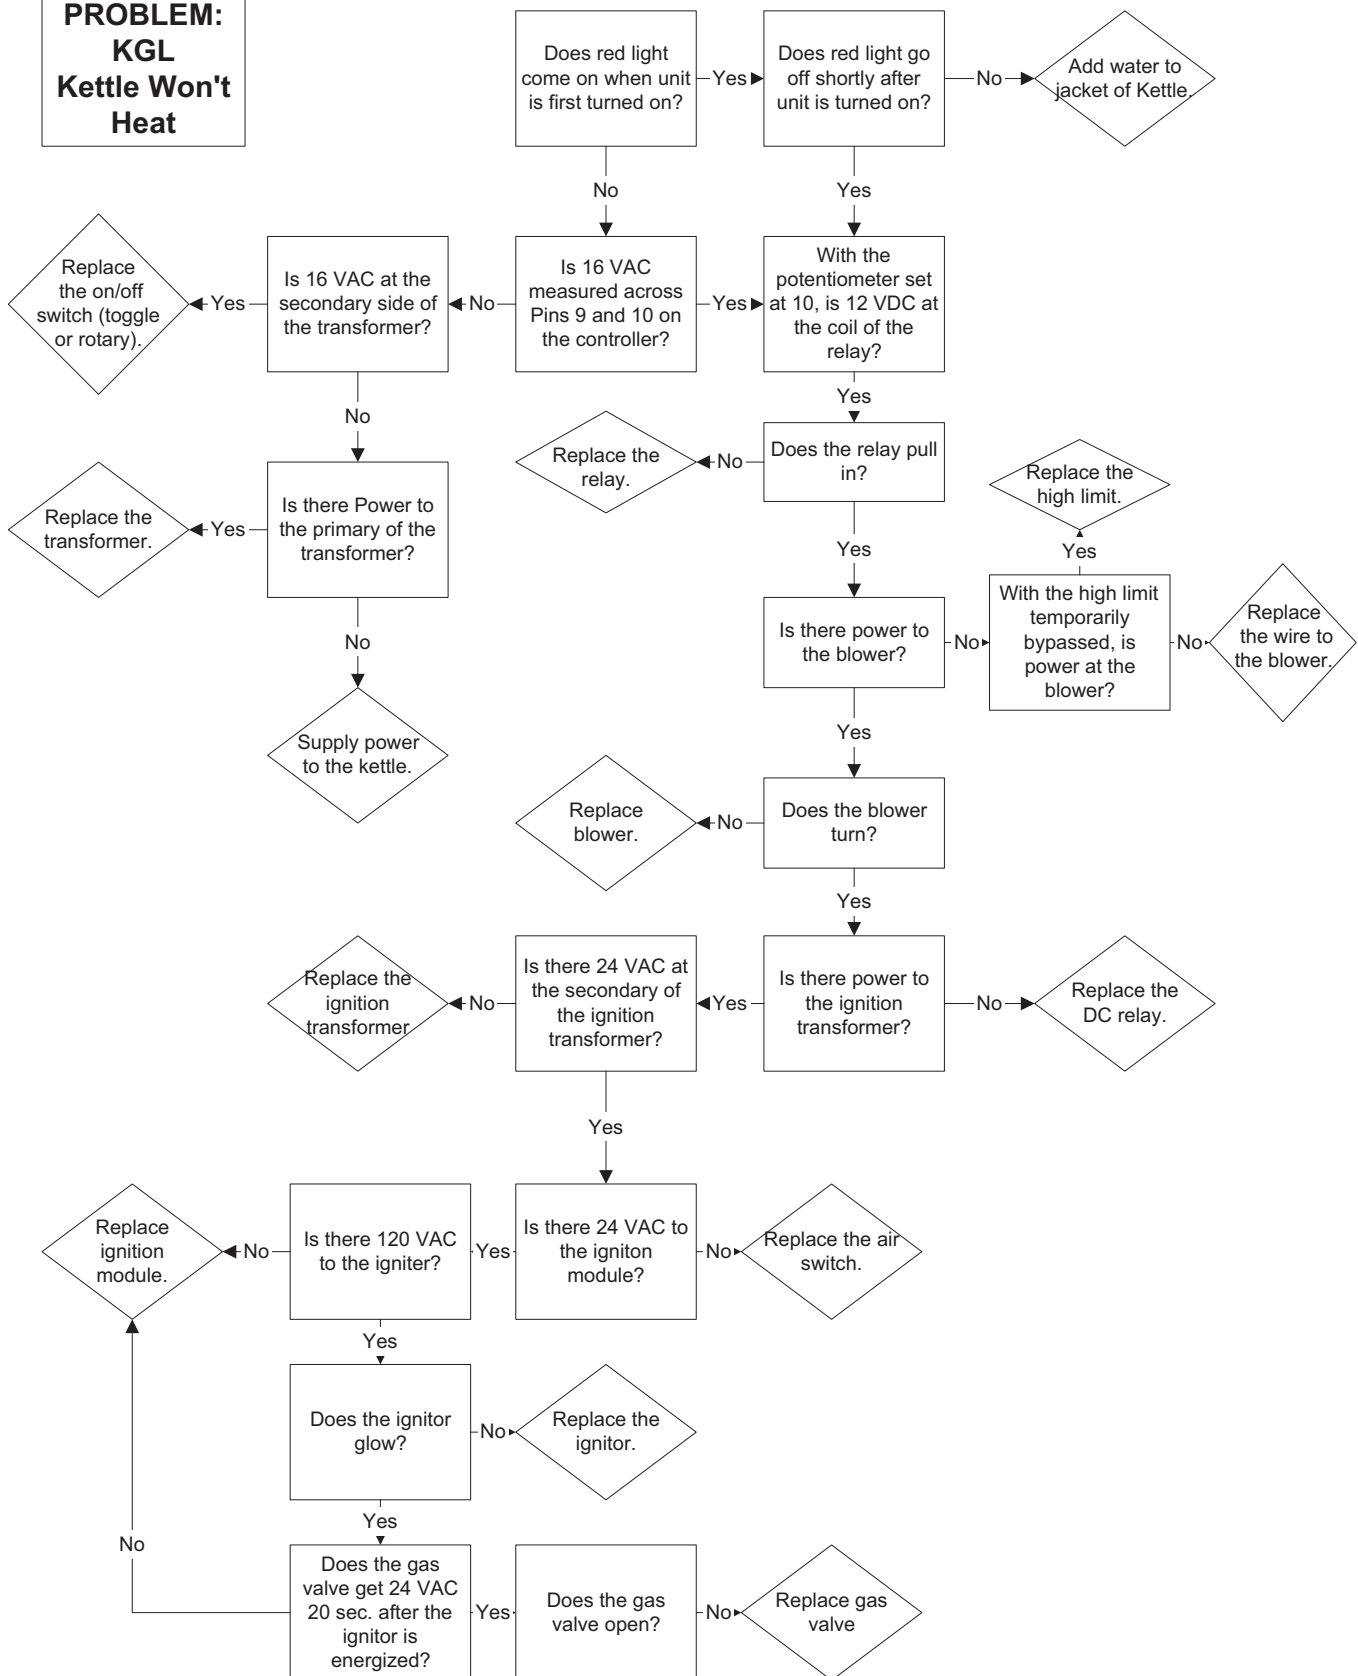 PROBLEM:
KGL
Kettle Won't
Heat
Does red light
come on when unit
is first turned on?
Yes
Does red light go
off shortly after
unit is turned on?
No
Add water to
jacket of Kettle.
No
Yes
Replace
the on/off
switch (toggle
or rotary).
Yes
Is 16 VAC at the
secondary side of
the transformer?
No
Is 16 VAC
measured across
Pins 9 and 10 on
the controller?
Yes
With the
potentiometer set
at 10, is 12 VDC at
the coil of the
relay?
No
Yes
Replace the
relay.
No
Does the relay pull
in?
Replace the
high limit.
Replace the
transformer.
Yes
Is there Power to
the primary of the
transformer?
Yes
Yes
No
Is there power to
the blower?
No
With the high limit
temporarily
bypassed, is
power at the
blower?
No
Replace
the wire to
the blower.
Supply power
to the kettle.
Yes
Replace
blower.
No
Does the blower
turn?
Yes
Replace the
ignition
transformer
No
Is there 24 VAC at
the secondary of
the ignition
transformer?
Yes
Is there power to
the ignition
transformer?
No
Replace the
DC relay.
Yes
Replace
ignition
module.
No
Is there 120 VAC
to the igniter?
Yes
Is there 24 VAC to
the igniton
module?
No
Replace the air
switch.
Yes
Does the ignitor
glow?
No
Replace the
ignitor.
Yes
No
Does the gas
valve get 24 VAC
20 sec. after the
ignitor is
energized?
Yes
Does the gas
valve open?
No
Replace gas
valve